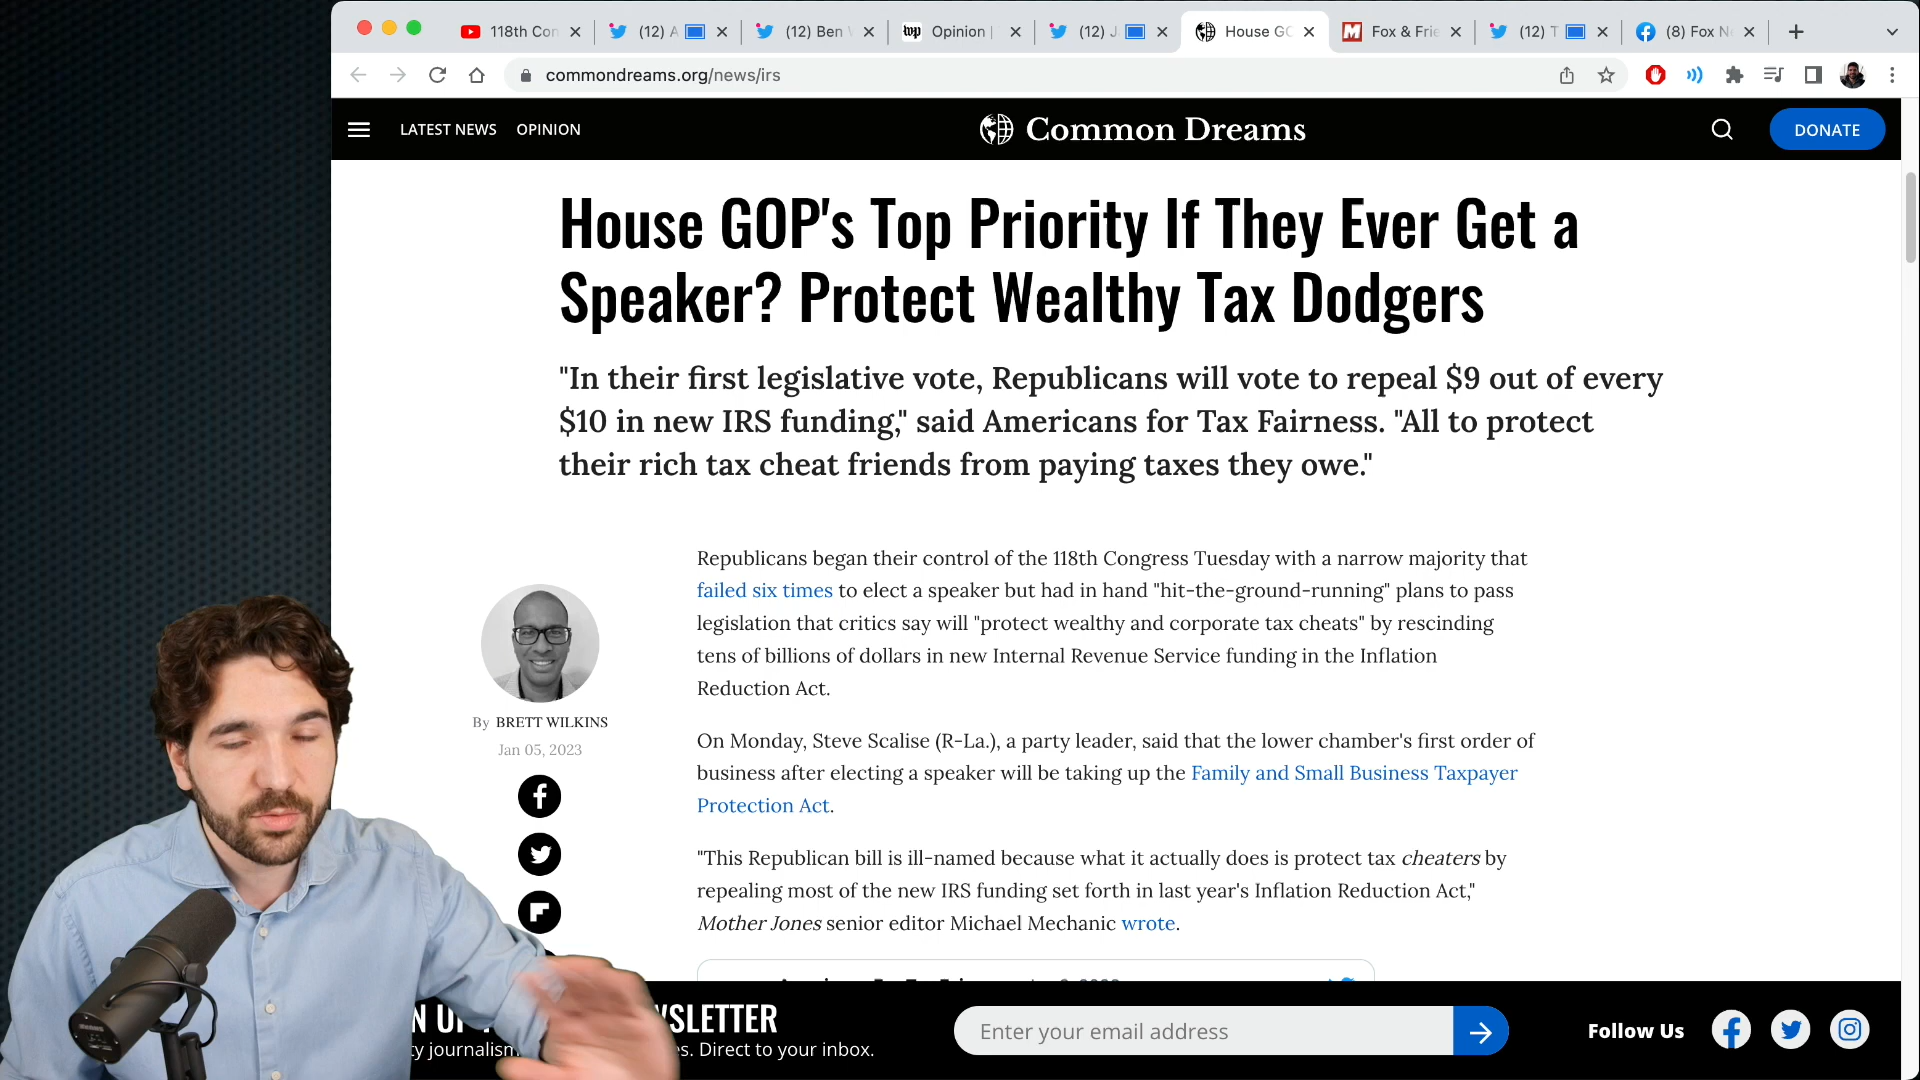 118th Con
(12) A
(12) Ben
wp Opinion |
(12) J
House GO
Fox & Frie
(12) T
(8) Fox N
commondreams.org/news/irs
LATEST NEWS OPINION
Common Dreams
DONATE
House GOP's Top Priority If They Ever Get a
Speaker? Protect Wealthy Tax Dodgers
"In their first legislative vote, Republicans will vote to repeal $9 out of every
$10 in new IRS funding," said Americans for Tax Fairness. "All to protect
their rich tax cheat friends from paying taxes they owe."
By BRETT WILKINS
Jan 05, 2023
Republicans began their control of the 118th Congress Tuesday with a narrow majority that
failed six times to elect a speaker but had in hand "hit-the-ground-running" plans to pass
legislation that critics say will "protect wealthy and corporate tax cheats" by rescinding
tens of billions of dollars in new Internal Revenue Service funding in the Inflation
Reduction Act.
On Monday, Steve Scalise (R-La.), a party leader, said that the lower chamber's first order of
business after electing a speaker will be taking up the Family and Small Business Taxpayer
Protection Act.
"This Republican bill is ill-named because what it actually does is protect tax cheaters by
repealing most of the new IRS funding set forth in last year's Inflation Reduction Act,"
Mother Jones senior editor Michael Mechanic wrote.
SLETTER
ty journalism s. Direct to your inbox.
Enter your email address
Follow Us